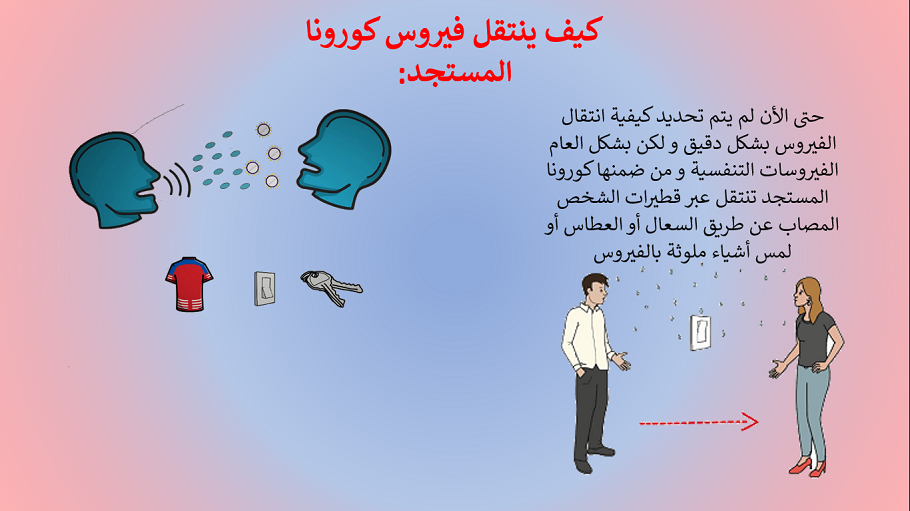 كيف ينتقل فيروس كورونا
المستجد:
حتى الأن لم يتم تحديد كيفية انتقال
الفيروس بشكل دقيق و لكن بشكل العام
الفيروسات التنفسية و من ضمنها كورونا
المستجد تنتقل عبر قطيرات الشخص
المصاب عن طريق السعال أو العطاس أو
لمس أشياء ملوثة بالفيروس